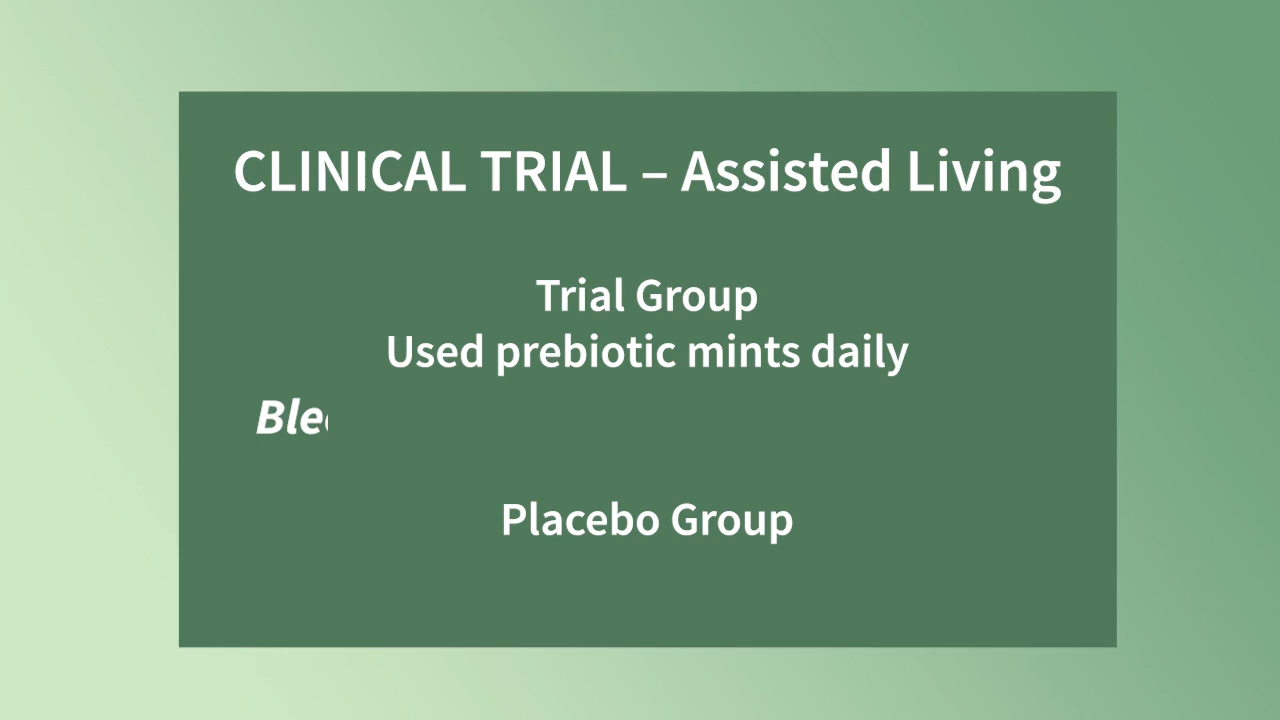 CLINICAL TRIAL – Assisted Living
Trial Group
Used prebiotic mints daily
Placebo Group